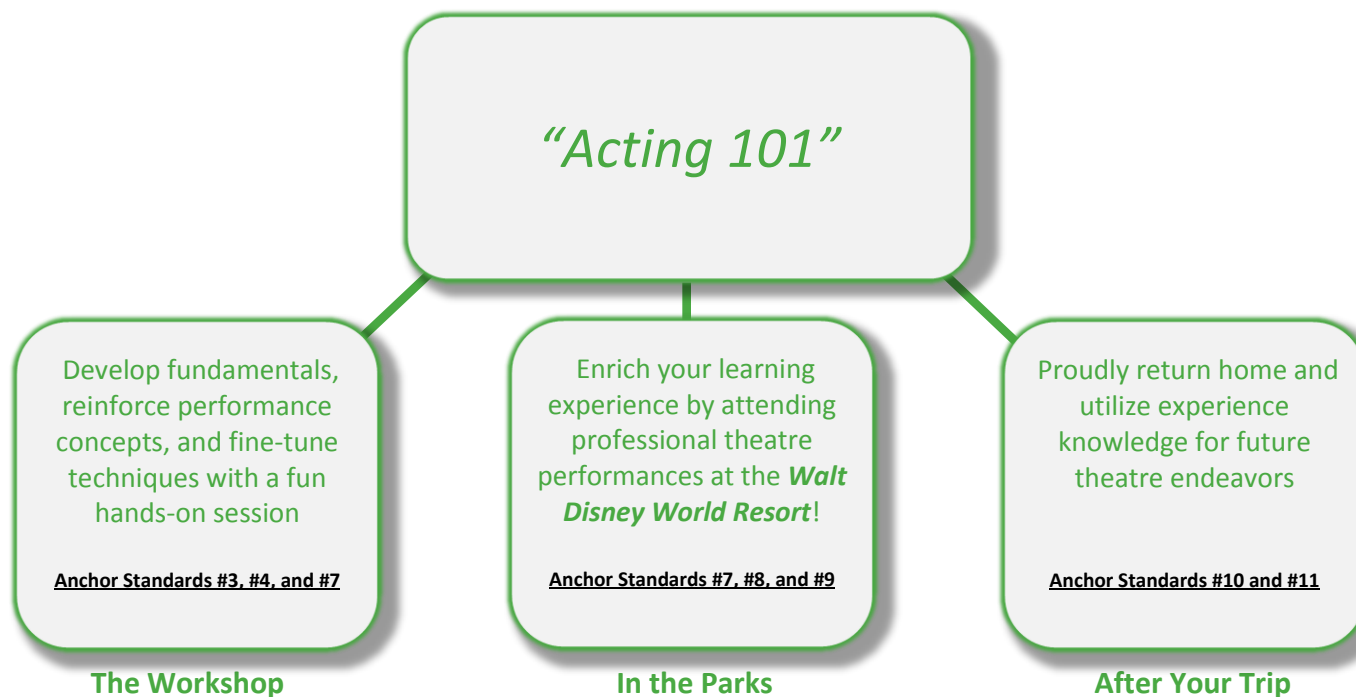 “Acting 101”
Develop fundamentals,
reinforce performance
concepts, and fine-tune
techniques with a fun
hands-on session
Anchor Standards #3, #4, and #7
The Workshop
Enrich your learning
experience by attending
professional theatre
performances at the Walt
Disney World Resort!
Anchor Standards #7, #8, and #9
In the Parks
Proudly return home and
utilize experience
knowledge for future
theatre endeavors
Anchor Standards #10 and #11
After Your Trip